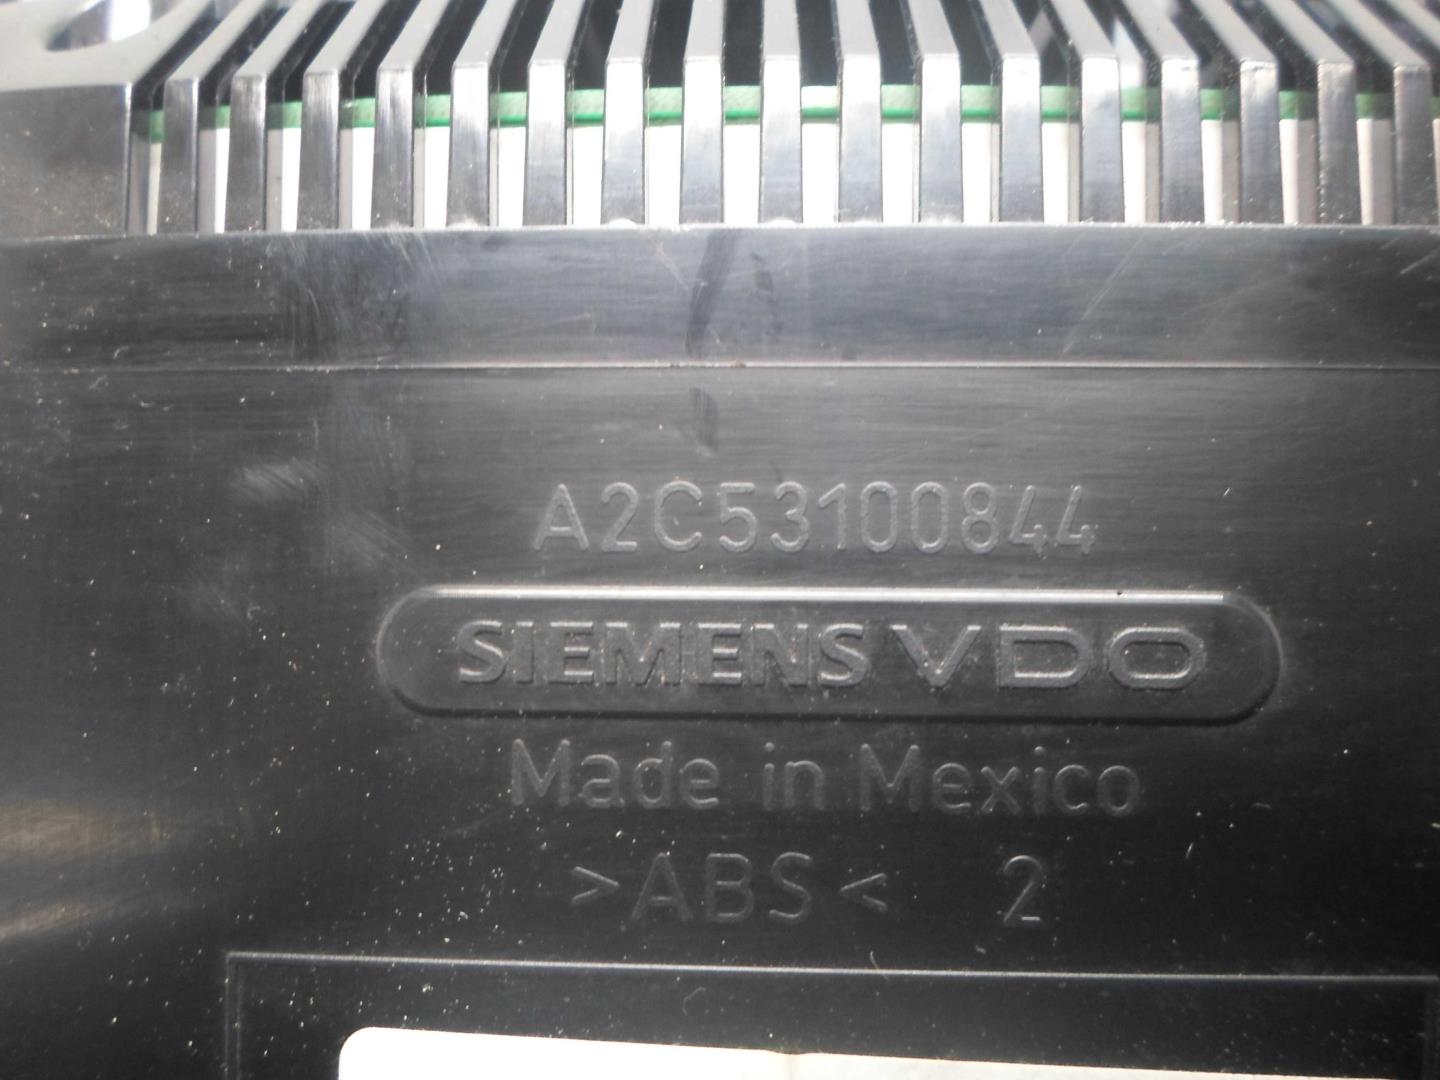 A2C53100844
SIEMENS VDO
Made in Mexico
>ABS< 2